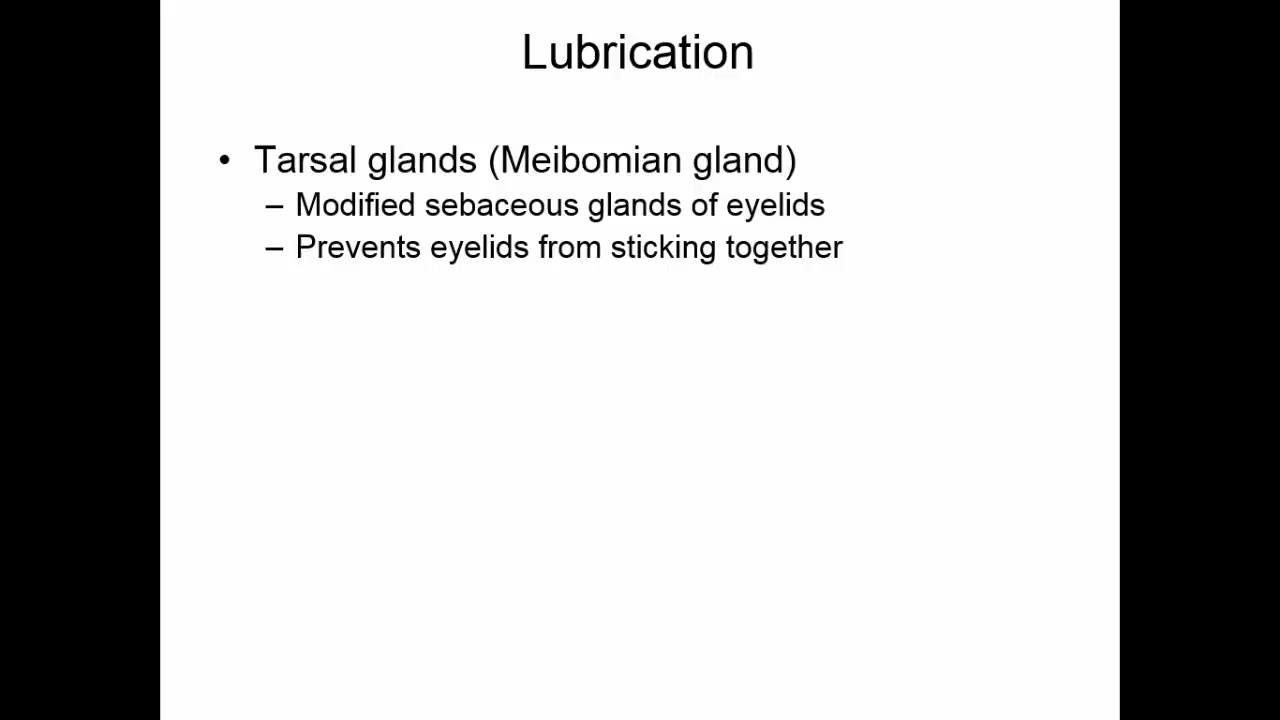 Lubrication
• Tarsal glands (Meibomian gland)
– Modified sebaceous glands of eyelids
– Prevents eyelids from sticking together